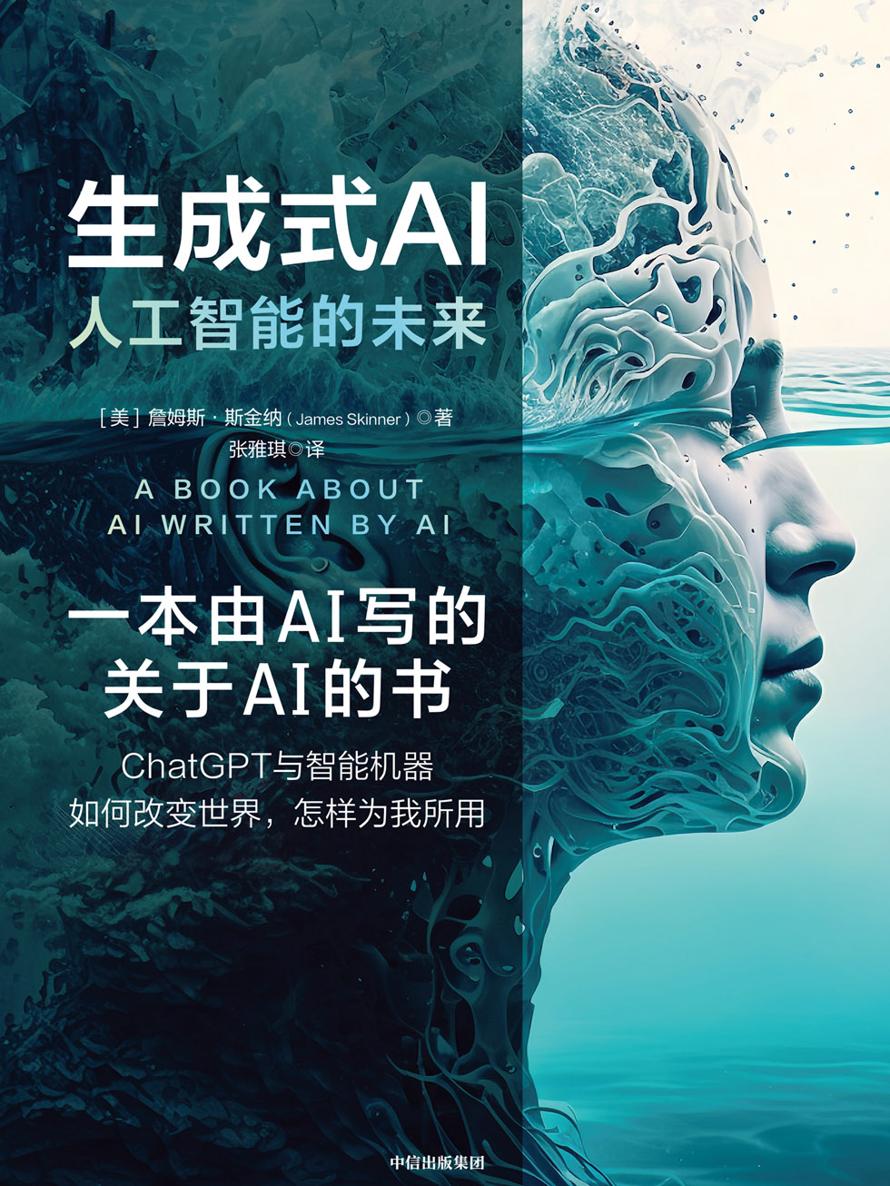 生成式AI
人工智能的未来
[美] 詹姆斯·斯金纳 (James Skinner) ◎著
张雅琪◎译
A BOOK ABOUT
AI WRITTEN BY AI
一本由AI写的
关于AI的书
ChatGPT与智能机器
如何改变世界，怎样为我所用
中信出版集团